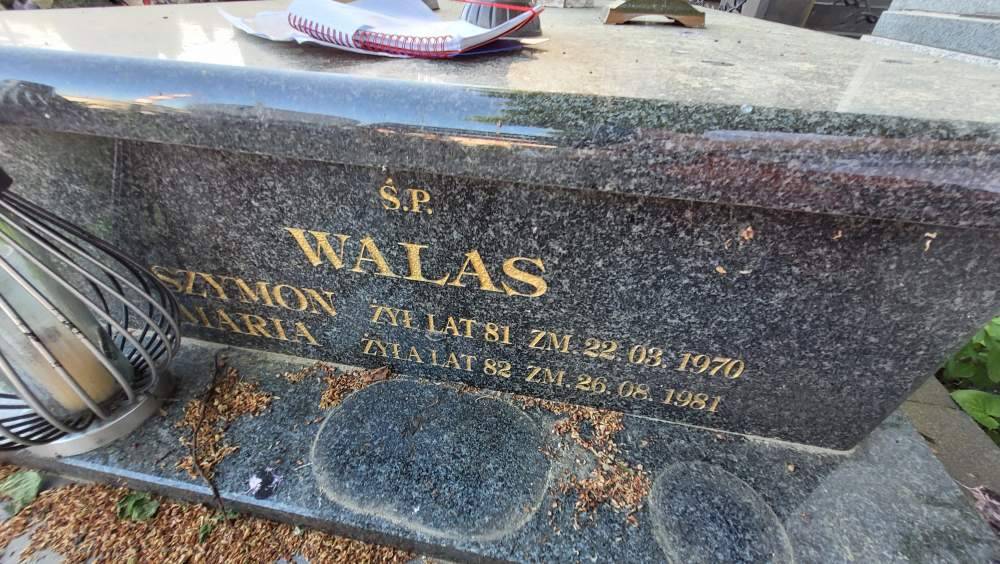 Ś.P.
WALAS
SZYMON ŻYŁ LAT 81 ZM. 22.03.1970
MARIA ŻYŁA LAT 82 ZM. 26.08.1981